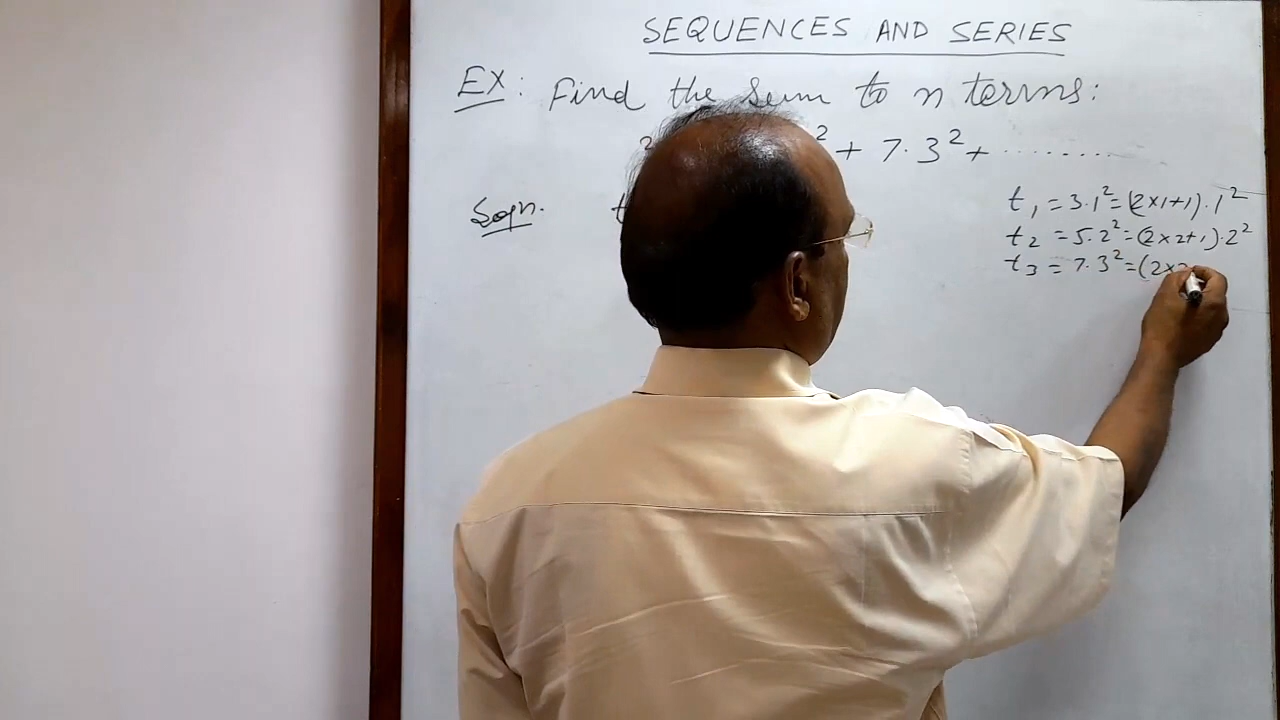 SEQUENCES AND SERIES
EX: Find the sum to n terms:
² + 7.3² + ........
Soln. t
t₁ = 3.1² = (2×1+1).1²
t₂ = 5.2² = (2×2+1).2²
t₃ = 7.3² = (2×3